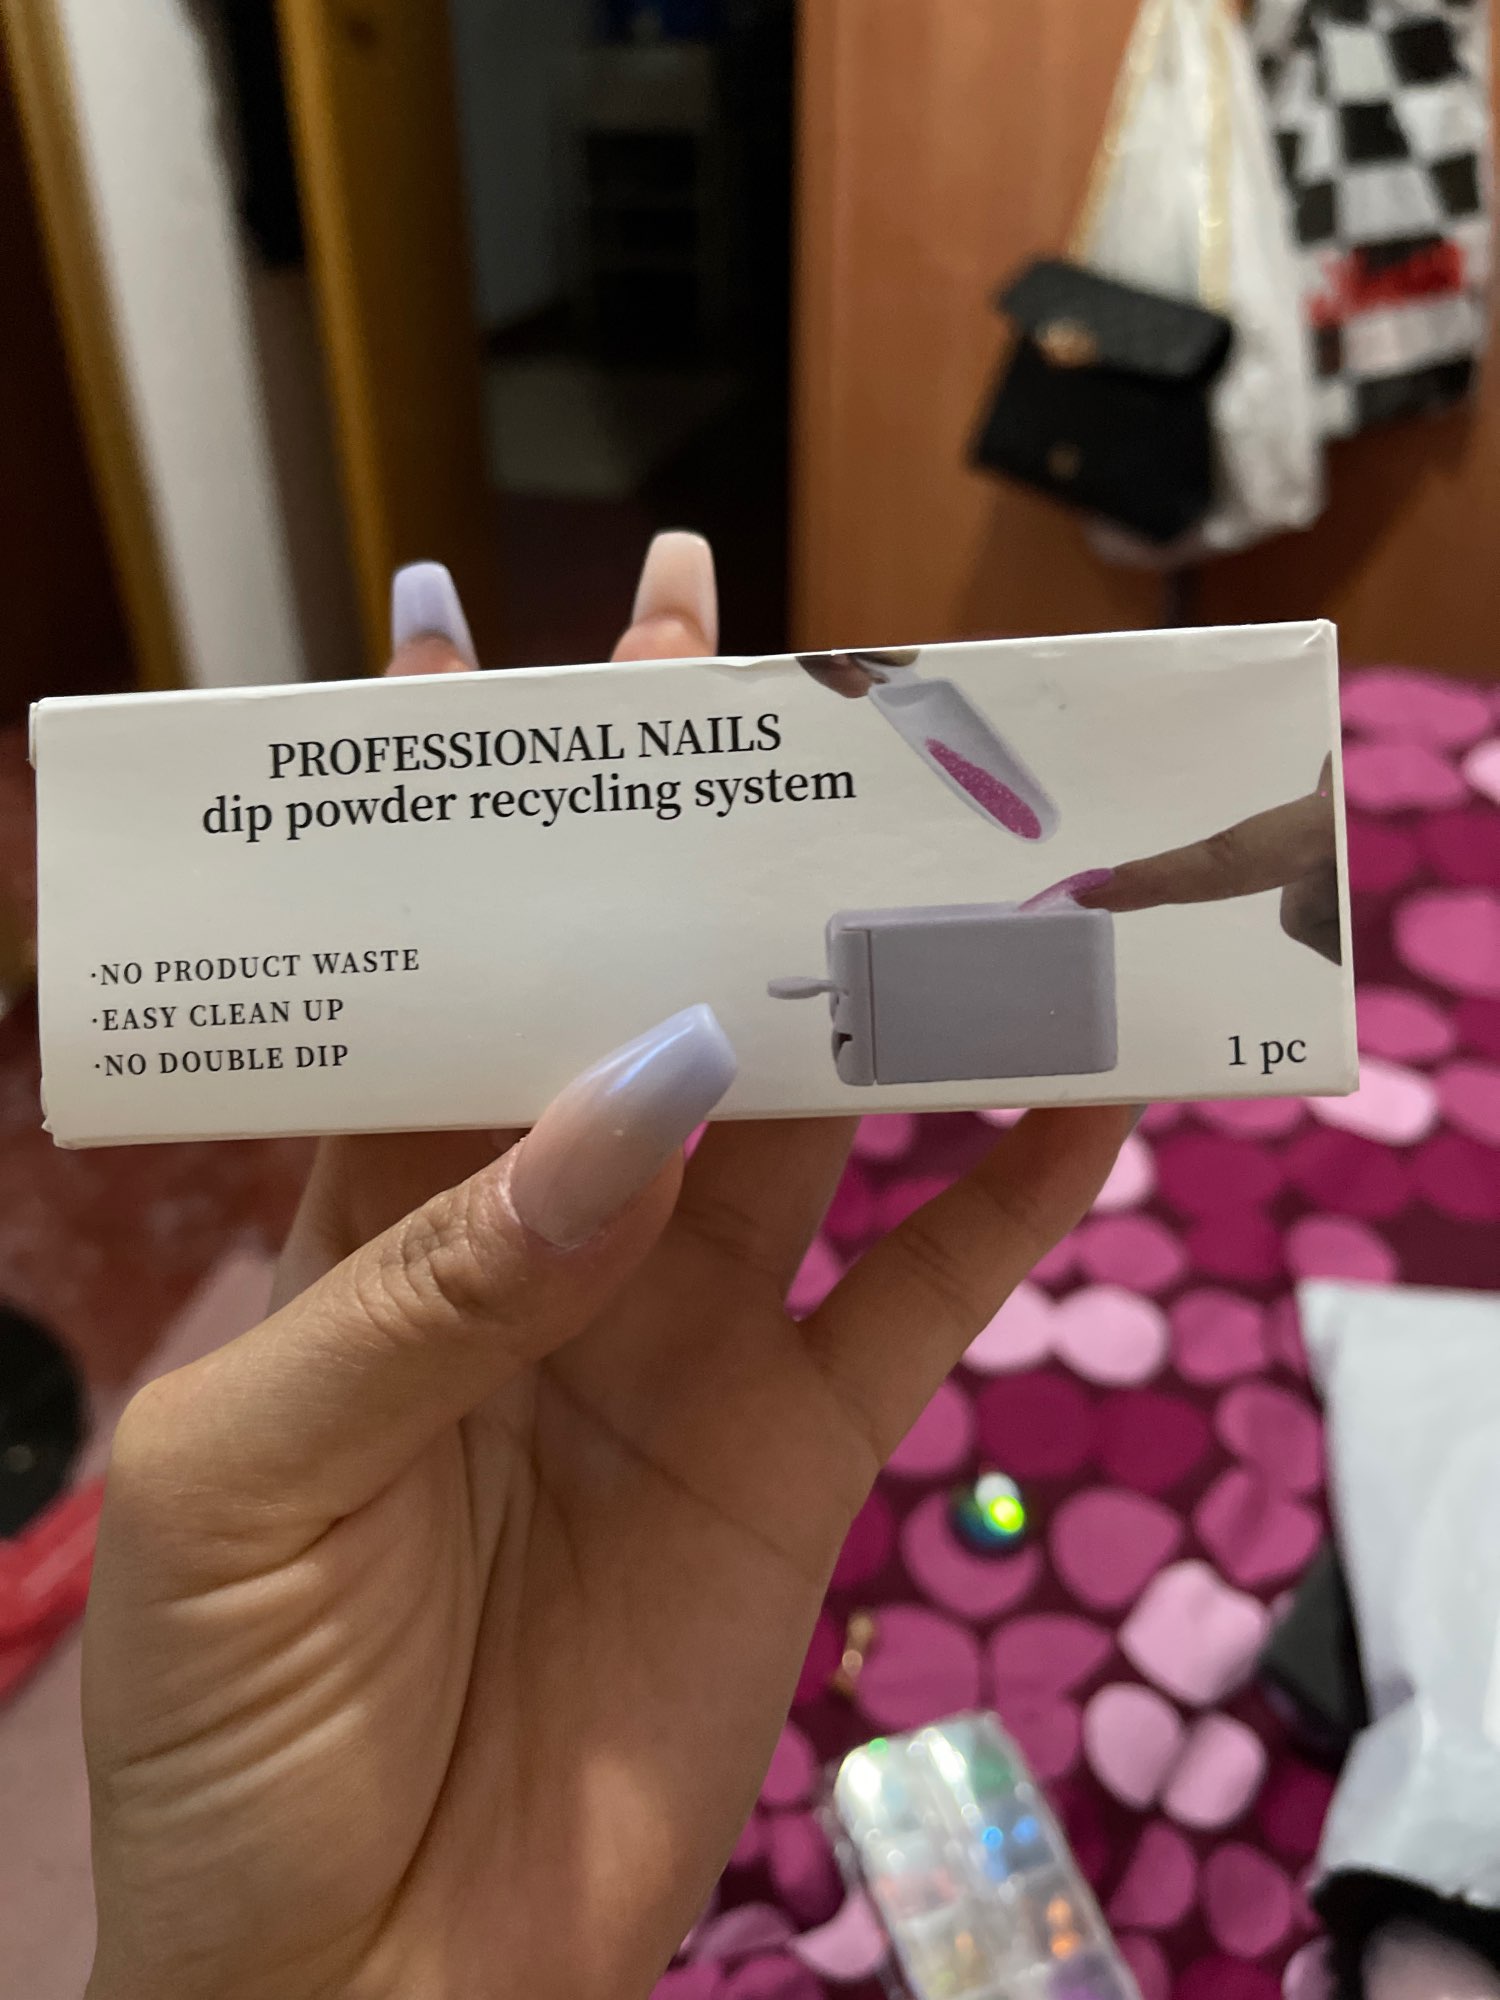 PROFESSIONAL NAILS
dip powder recycling system
·NO PRODUCT WASTE
·EASY CLEAN UP
·NO DOUBLE DIP
1 pc